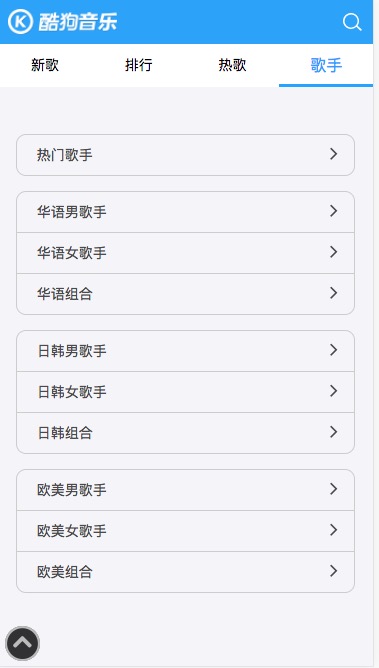 K 酷狗音乐
新歌 排行 热歌 歌手
热门歌手
华语男歌手
华语女歌手
华语组合
日韩男歌手
日韩女歌手
日韩组合
欧美男歌手
欧美女歌手
欧美组合